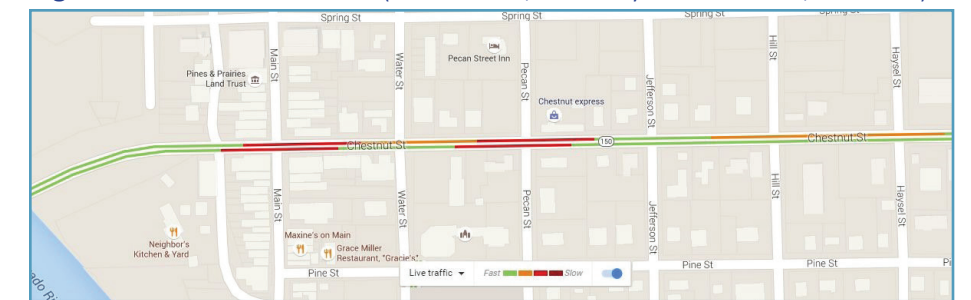 Spring St
Spring St
Spring St
Main St
Water St
Pecan St
Jefferson St
Hill St
Haysel St
Pecan Street Inn
Pines & Prairies
Land Trust
Chestnut express
Chestnut St
150
Chestnut St
Main St
Water St
Pecan St
Jefferson St
Hill St
Haysel St
Neighbor's
Kitchen & Yard
Maxine's on Main
Grace Miller
Restaurant, "Gracie's"..
Pine St
Live traffic
Fast
Slow
Pine St
Pine St